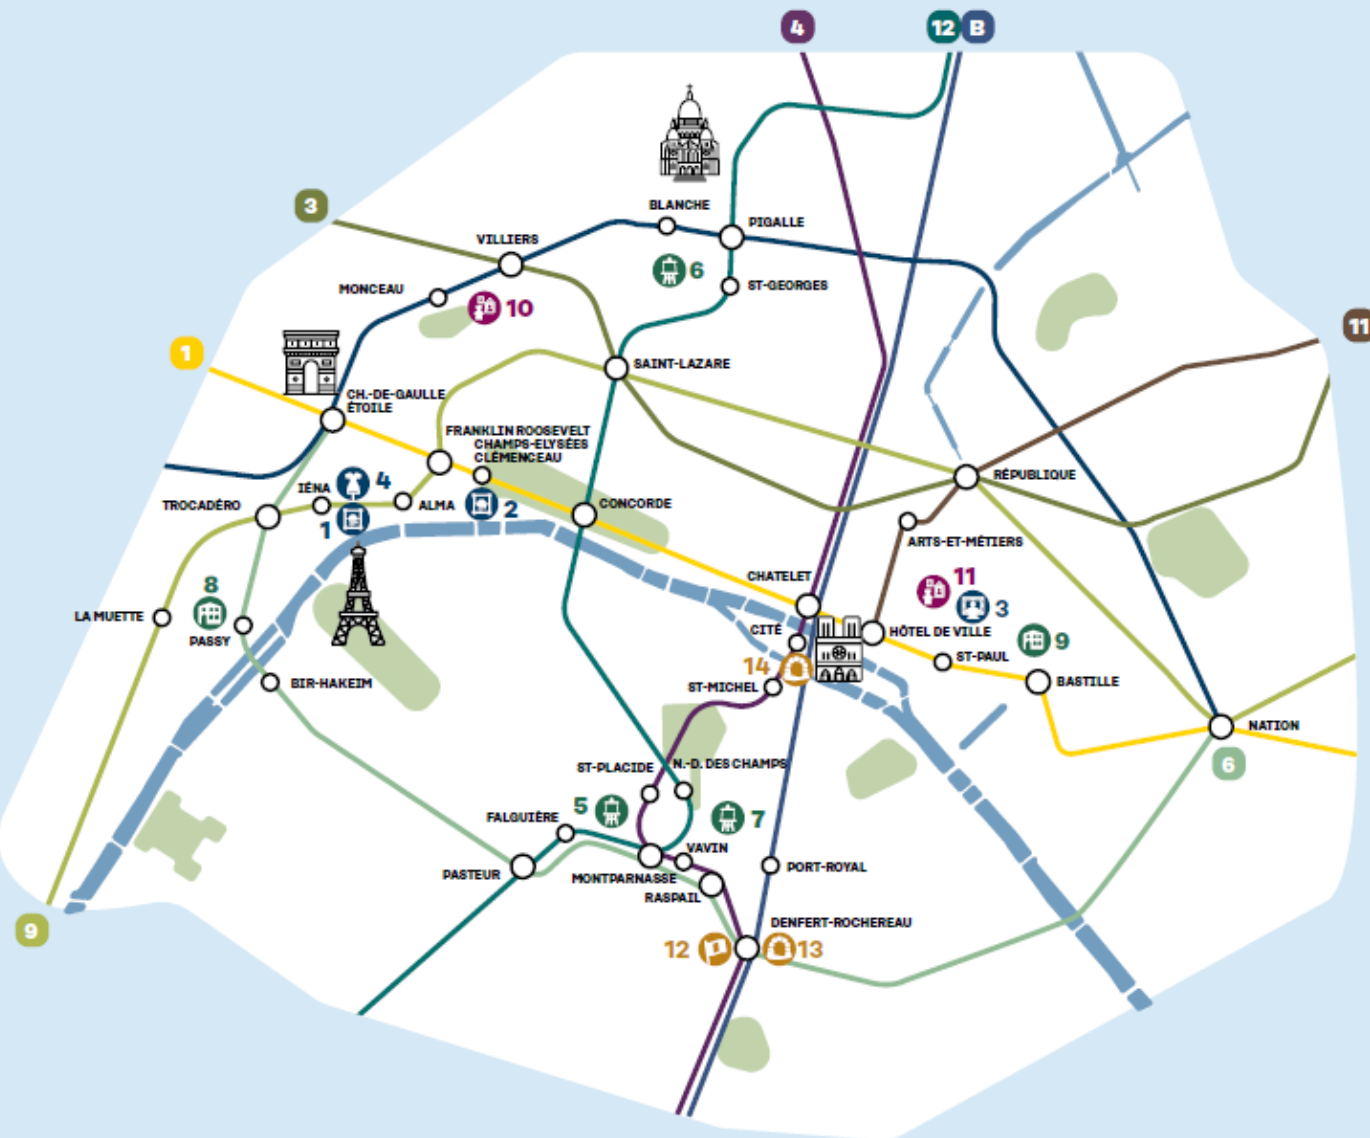 4
12
B
3
BLANCHE
PIGALLE
VILLIERS
6
ST-GEORGES
MONCEAU
10
11
1
SAINT-LAZARE
CH.-DE-GAULLE
ÉTOILE
FRANKLIN ROOSEVELT
CHAMPS-ELYSÉES
CLÉMENCEAU
RÉPUBLIQUE
IÉNA
4
TROCADÉRO
ALMA
2
CONCORDE
1
ARTS-ET-MÉTIERS
CHATELET
11
8
3
LA MUETTE
CITÉ
HÔTEL DE VILLE
9
PASSY
ST-PAUL
14
BIR-HAKEIM
ST-MICHEL
BASTILLE
NATION
6
ST-PLACIDE
N.-D. DES CHAMPS
5
7
FALGUIÈRE
VAVIN
PASTEUR
MONTPARNASSE
PORT-ROYAL
RASPAIL
DENFERT-ROCHEREAU
9
12
13